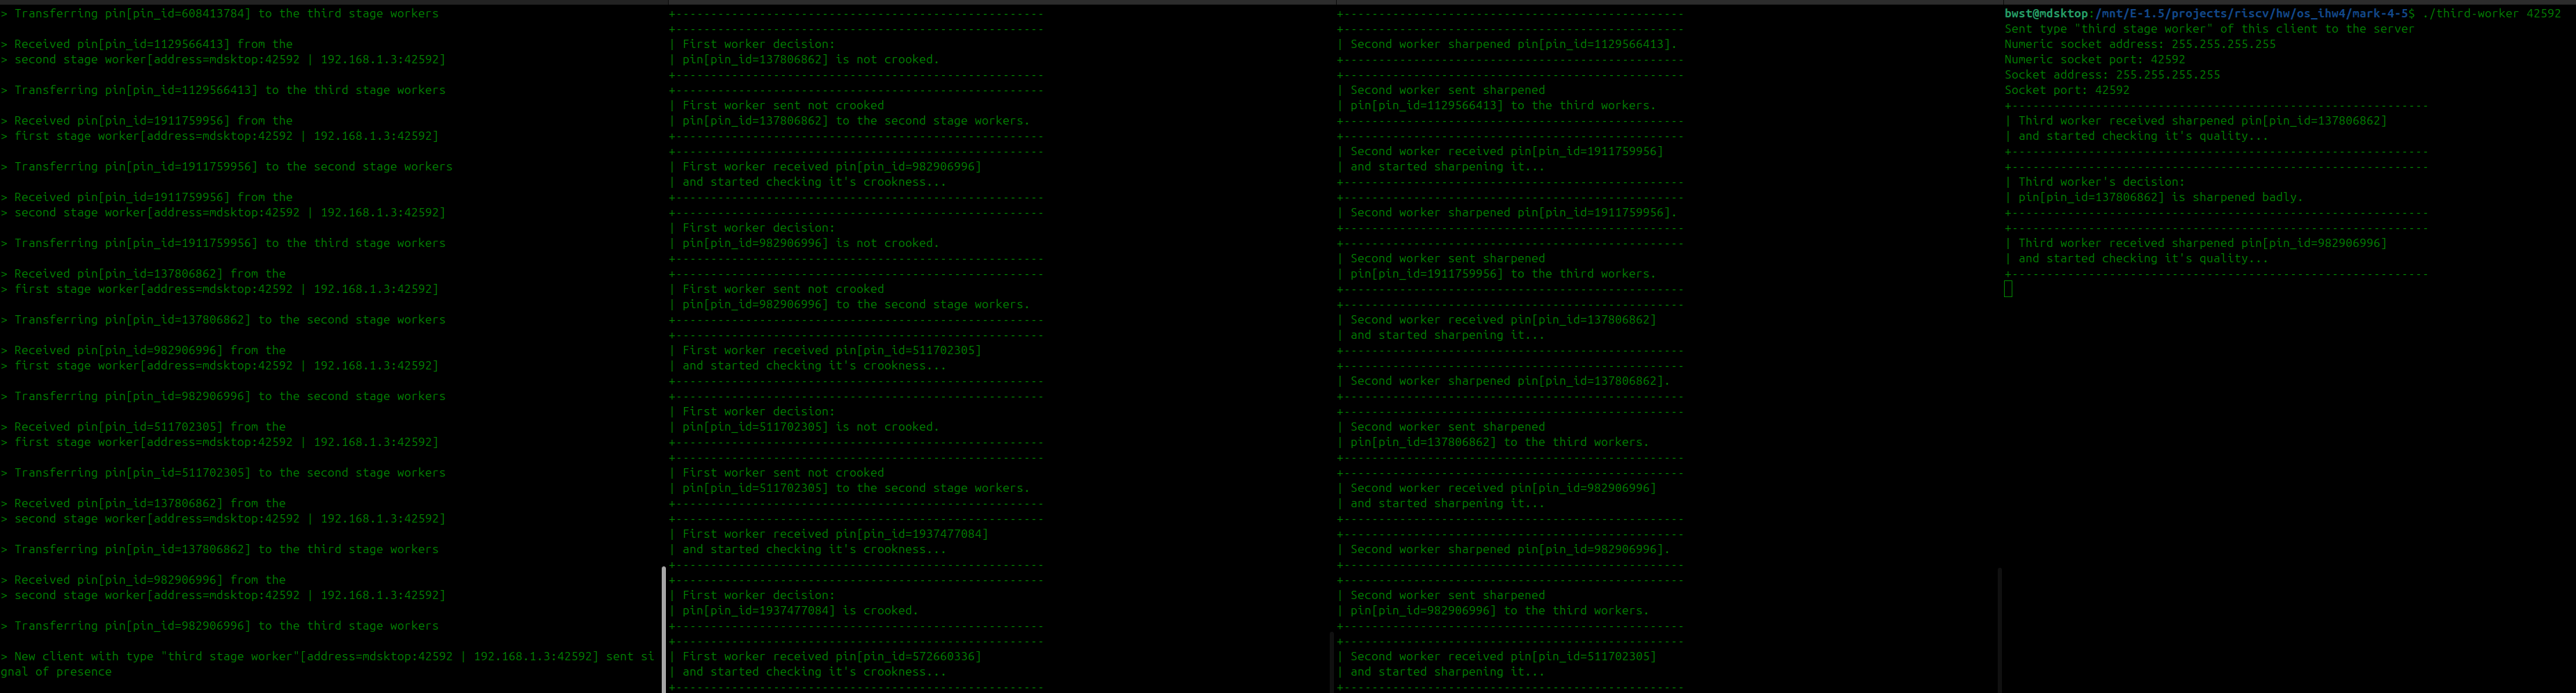 > Transferring pin[pin_id=608413784] to the third stage workers
> Received pin[pin_id=1129566413] from the
> second stage worker[address=mdsktop:42592 | 192.168.1.3:42592]
> Transferring pin[pin_id=1129566413] to the third stage workers
> Received pin[pin_id=1911759956] from the
> first stage worker[address=mdsktop:42592 | 192.168.1.3:42592]
> Transferring pin[pin_id=1911759956] to the second stage workers
> Received pin[pin_id=1911759956] from the
> second stage worker[address=mdsktop:42592 | 192.168.1.3:42592]
> Transferring pin[pin_id=1911759956] to the third stage workers
> Received pin[pin_id=137806862] from the
> first stage worker[address=mdsktop:42592 | 192.168.1.3:42592]
> Transferring pin[pin_id=137806862] to the second stage workers
> Received pin[pin_id=982906996] from the
> first stage worker[address=mdsktop:42592 | 192.168.1.3:42592]
> Transferring pin[pin_id=982906996] to the second stage workers
> Received pin[pin_id=511702305] from the
> first stage worker[address=mdsktop:42592 | 192.168.1.3:42592]
> Transferring pin[pin_id=511702305] to the second stage workers
> Received pin[pin_id=137806862] from the
> second stage worker[address=mdsktop:42592 | 192.168.1.3:42592]
> Transferring pin[pin_id=137806862] to the third stage workers
> Received pin[pin_id=982906996] from the
> second stage worker[address=mdsktop:42592 | 192.168.1.3:42592]
> Transferring pin[pin_id=982906996] to the third stage workers
> New client with type "third stage worker"[address=mdsktop:42592 | 192.168.1.3:42592] sent si
gnal of presence
+-----------------------------------------------------
+-----------------------------------------------------
| First worker decision:
| pin[pin_id=137806862] is not crooked.
+-----------------------------------------------------
+-----------------------------------------------------
| First worker sent not crooked
| pin[pin_id=137806862] to the second stage workers.
+-----------------------------------------------------
+-----------------------------------------------------
| First worker received pin[pin_id=982906996]
| and started checking it's crookness...
+-----------------------------------------------------
+-----------------------------------------------------
| First worker decision:
| pin[pin_id=982906996] is not crooked.
+-----------------------------------------------------
+-----------------------------------------------------
| First worker sent not crooked
| pin[pin_id=982906996] to the second stage workers.
+-----------------------------------------------------
+-----------------------------------------------------
| First worker received pin[pin_id=511702305]
| and started checking it's crookness...
+-----------------------------------------------------
+-----------------------------------------------------
| First worker decision:
| pin[pin_id=511702305] is not crooked.
+-----------------------------------------------------
+-----------------------------------------------------
| First worker sent not crooked
| pin[pin_id=511702305] to the second stage workers.
+-----------------------------------------------------
+-----------------------------------------------------
| First worker received pin[pin_id=1937477084]
| and started checking it's crookness...
+-----------------------------------------------------
+-----------------------------------------------------
| First worker decision:
| pin[pin_id=1937477084] is crooked.
+-----------------------------------------------------
+-----------------------------------------------------
| First worker received pin[pin_id=572660336]
| and started checking it's crookness...
+-----------------------------------------------------
+-------------------------------------------------
+-------------------------------------------------
| Second worker sharpened pin[pin_id=1129566413].
+-------------------------------------------------
+-------------------------------------------------
| Second worker sent sharpened
| pin[pin_id=1129566413] to the third workers.
+-------------------------------------------------
+-------------------------------------------------
| Second worker received pin[pin_id=1911759956]
| and started sharpening it...
+-------------------------------------------------
+-------------------------------------------------
| Second worker sharpened pin[pin_id=1911759956].
+-------------------------------------------------
+-------------------------------------------------
| Second worker sent sharpened
| pin[pin_id=1911759956] to the third workers.
+-------------------------------------------------
+-------------------------------------------------
| Second worker received pin[pin_id=137806862]
| and started sharpening it...
+-------------------------------------------------
+-------------------------------------------------
| Second worker sharpened pin[pin_id=137806862].
+-------------------------------------------------
+-------------------------------------------------
| Second worker sent sharpened
| pin[pin_id=137806862] to the third workers.
+-------------------------------------------------
+-------------------------------------------------
| Second worker received pin[pin_id=982906996]
| and started sharpening it...
+-------------------------------------------------
+-------------------------------------------------
| Second worker sharpened pin[pin_id=982906996].
+-------------------------------------------------
+-------------------------------------------------
| Second worker sent sharpened
| pin[pin_id=982906996] to the third workers.
+-------------------------------------------------
+-------------------------------------------------
| Second worker received pin[pin_id=511702305]
| and started sharpening it...
+-------------------------------------------------
bwst@mdsktop:/mnt/E-1.5/projects/riscv/hw/os_ihw4/mark-4-5$ ./third-worker 42592
Sent type "third stage worker" of this client to the server
Numeric socket address: 255.255.255.255
Numeric socket port: 42592
Socket address: 255.255.255.255
Socket port: 42592
+------------------------------------------------------------
| Third worker received sharpened pin[pin_id=137806862]
| and started checking it's quality...
+------------------------------------------------------------
+------------------------------------------------------------
| Third worker's decision:
| pin[pin_id=137806862] is sharpened badly.
+------------------------------------------------------------
+------------------------------------------------------------
| Third worker received sharpened pin[pin_id=982906996]
| and started checking it's quality...
+------------------------------------------------------------